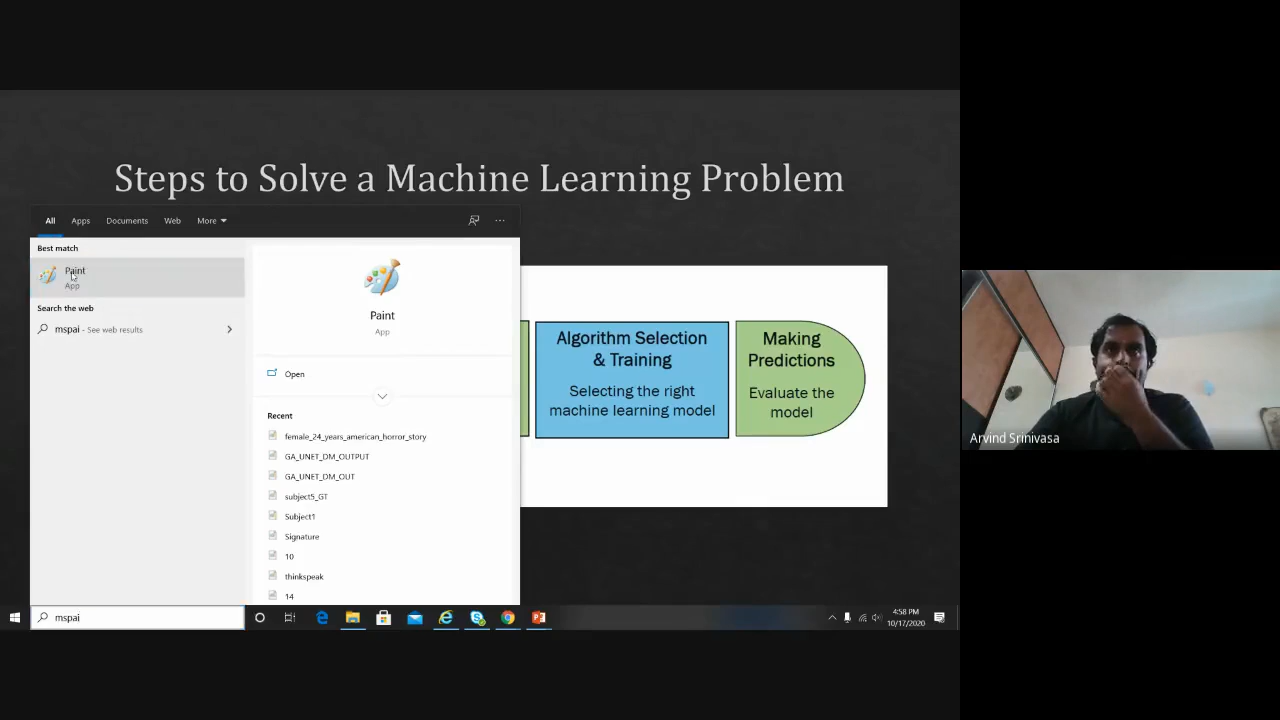 Steps to Solve a Machine Learning Problem
All Apps Documents Web More
Best match
Paint
App
Search the web
mspai - See web results
Paint
App
Open
Recent
female_24_years_american_horror_story
GA_UNET_DM_OUTPUT
GA_UNET_DM_OUT
subject5_GT
Subject1
Signature
10
thinkspeak
14
Algorithm Selection
& Training
Selecting the right
machine learning model
Making
Predictions
Evaluate the
model
Arvind Srinivasa
mspai
4:58 PM
10/17/2020